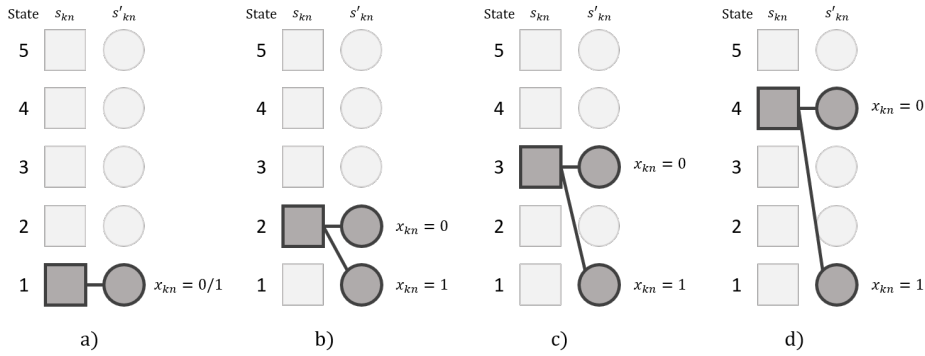 State s_kn s'_kn State s_kn s'_kn State s_kn s'_kn State s_kn s'_kn
5 5 5 5
4 4 4 4 x_kn = 0
3 3 3 x_kn = 0 3
2 2 x_kn = 0 2 2
1 x_kn = 0/1 1 x_kn = 1 1 x_kn = 1 1 x_kn = 1
a) b) c) d)